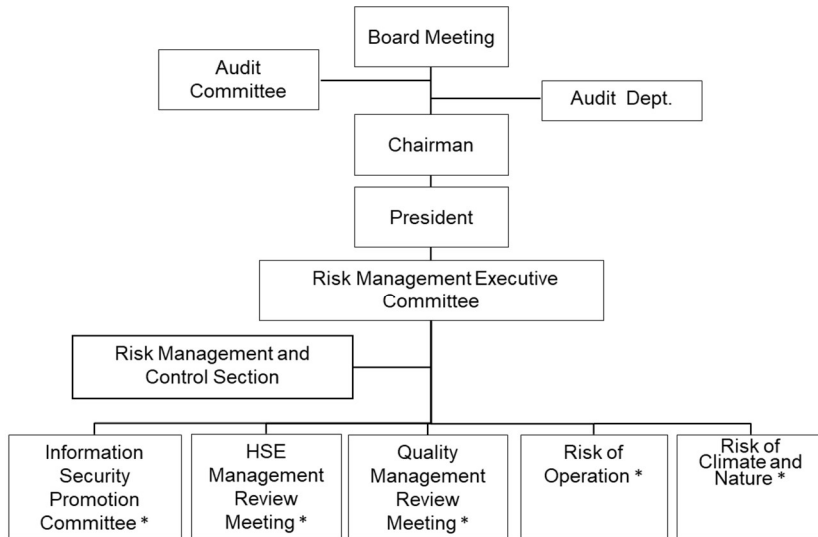 Board Meeting
Audit
Committee
Audit Dept.
Chairman
President
Risk Management Executive
Committee
Risk Management and
Control Section
Information
Security
Promotion
Committee *
HSE
Management
Review
Meeting *
Quality
Management
Review
Meeting *
Risk of
Operation *
Risk of
Climate and
Nature *